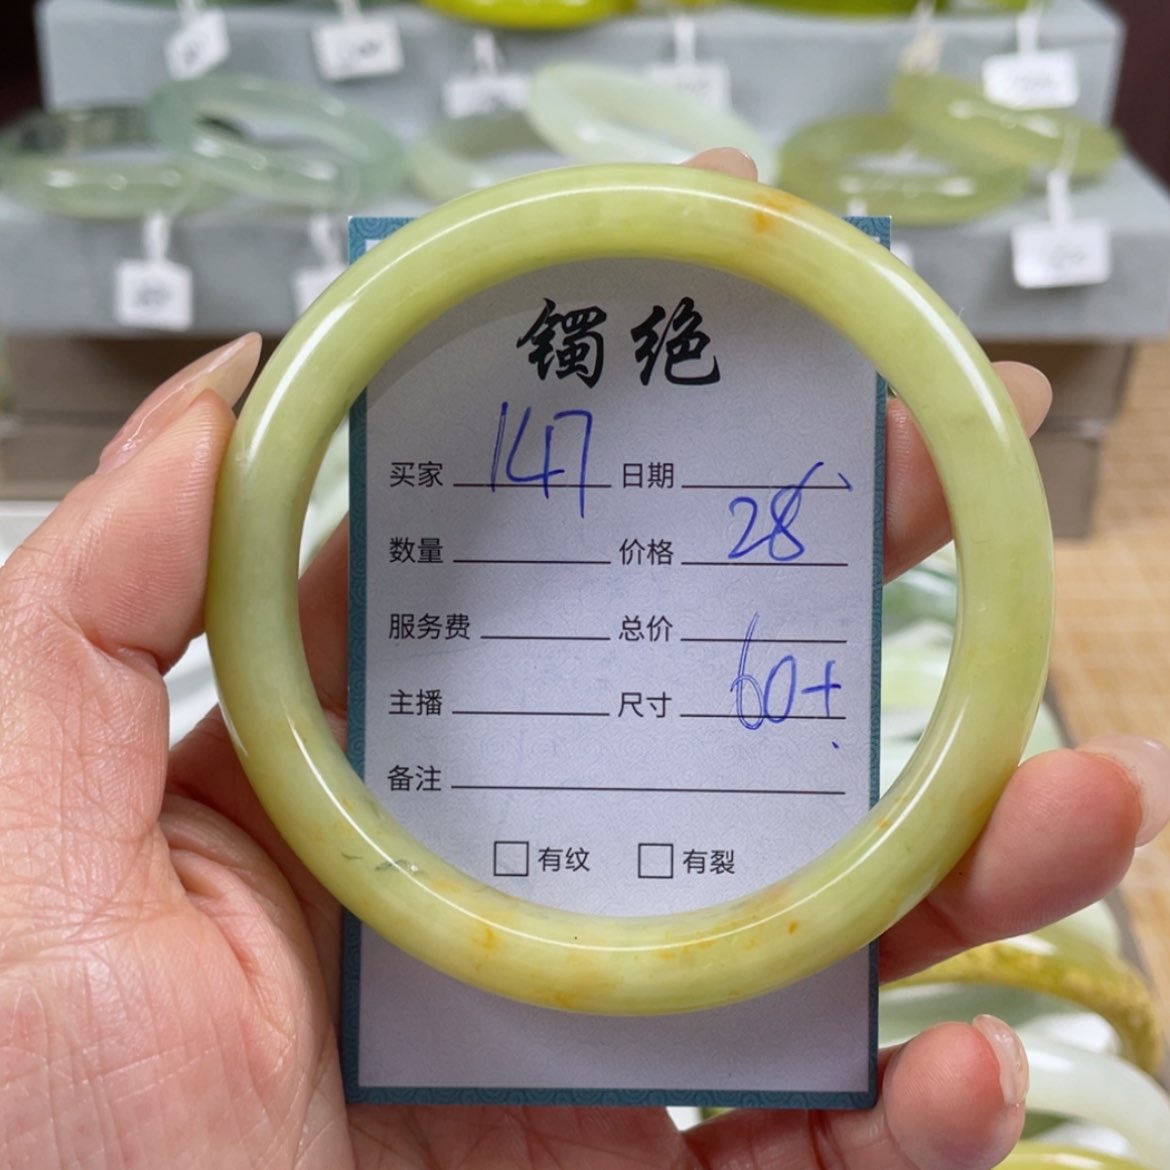 镯绝
买家 147 日期
数量 价格 28
服务费 总价
主播 尺寸 60+
备注
有纹 有裂